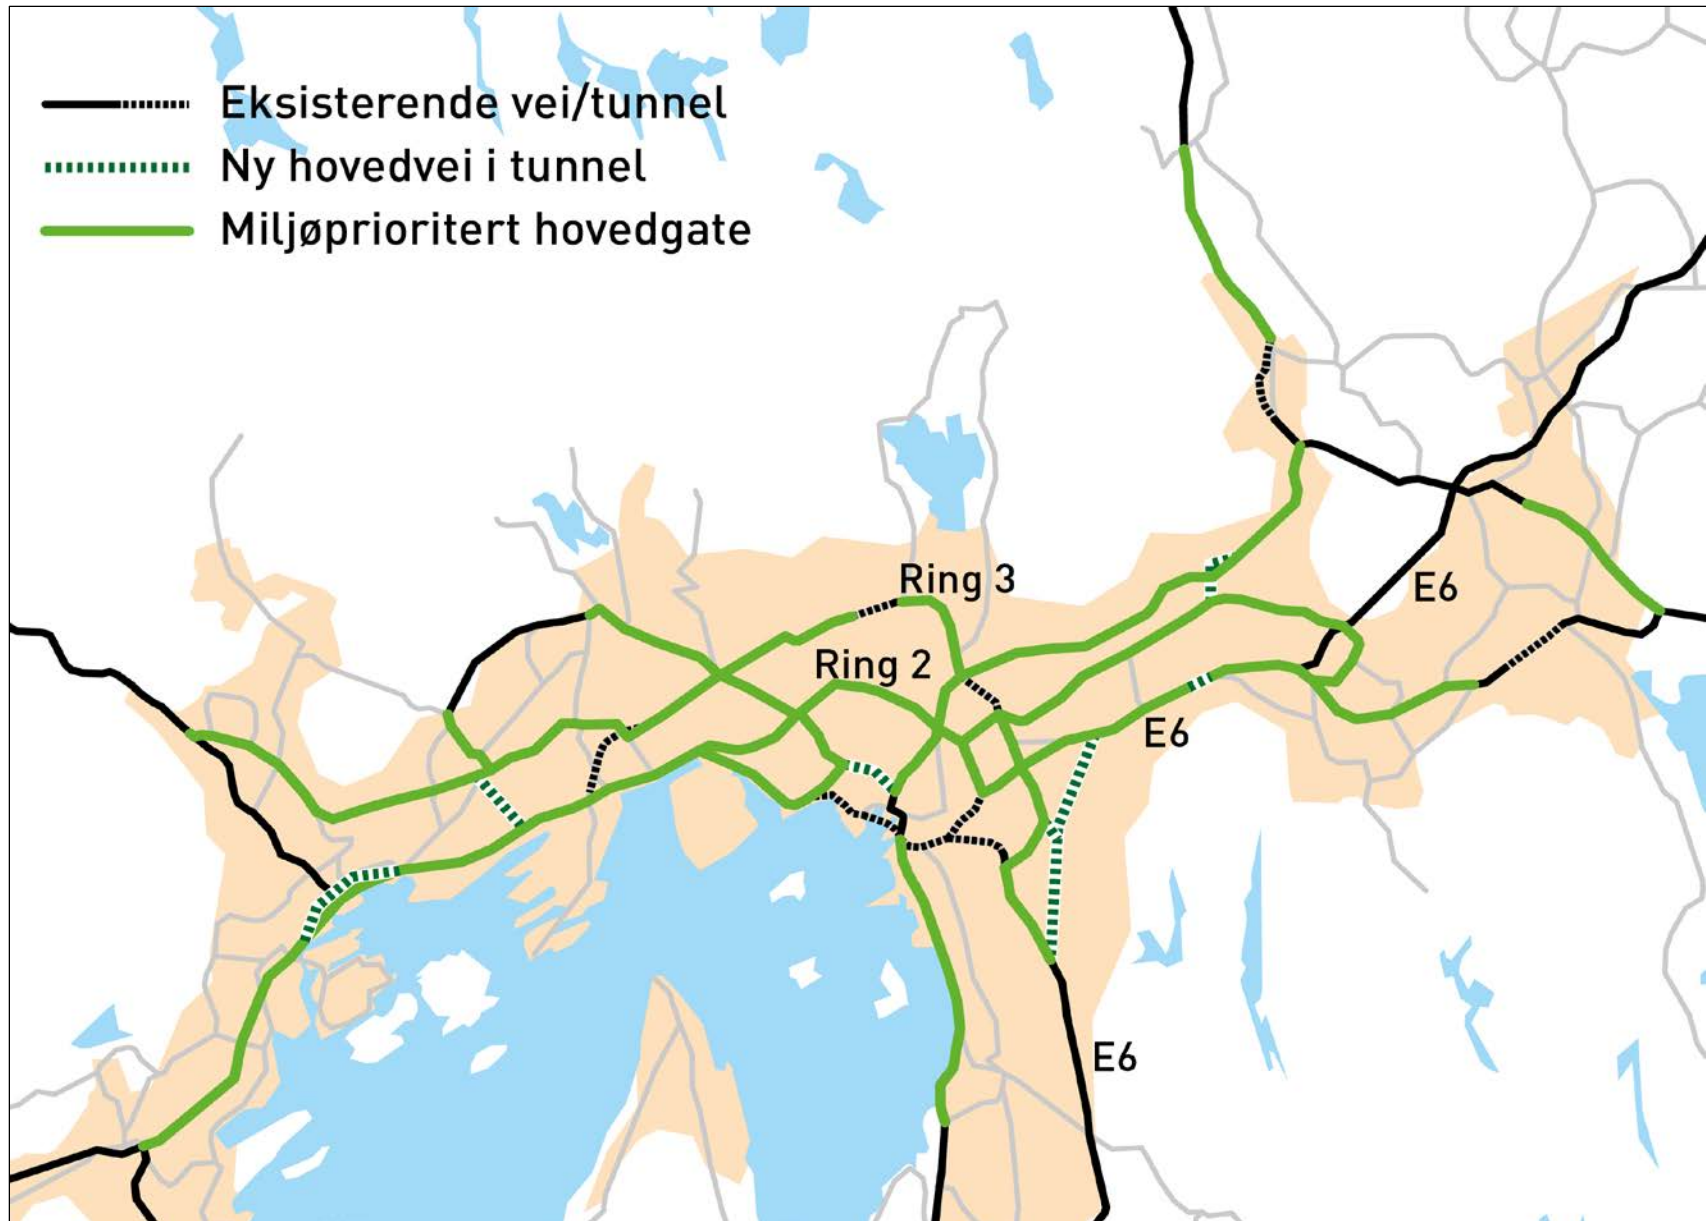 Eksisterende vei/tunnel
Ny hovedvei i tunnel
Miljøprioritert hovedgate
Ring 3
E6
Ring 2
E6
E6